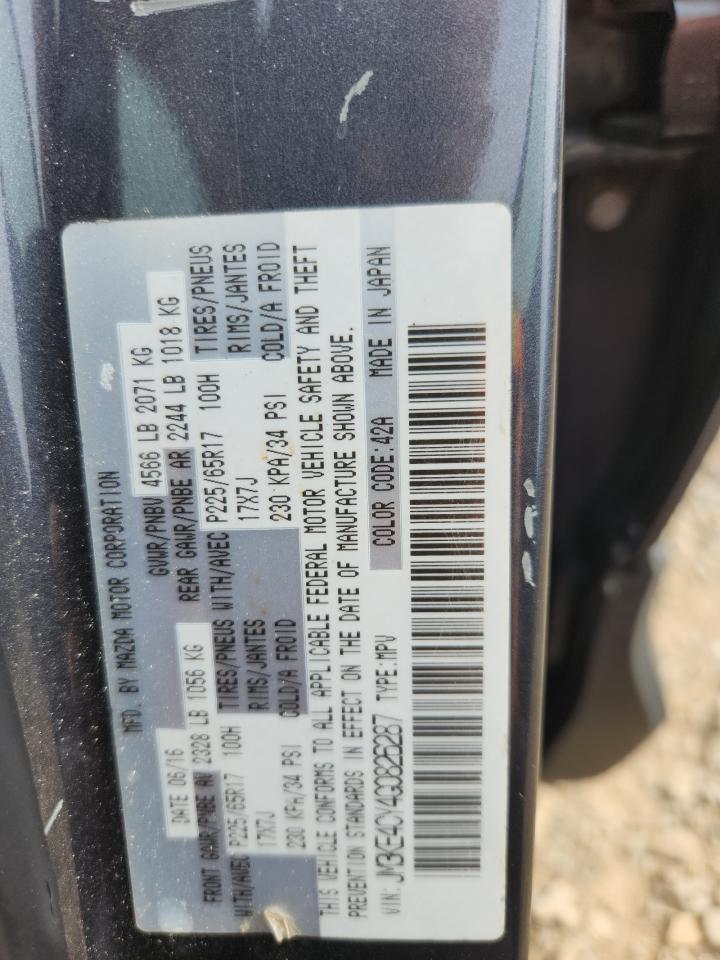 MFD. BY MAZDA MOTOR CORPORATION
DATE 06/16 GVWR/PNBV 4566 LB 2071 KG
FRONT GAWR/PNBE AV 2328 LB 1056 KG REAR GAWR/PNBE AR 2244 LB 1018 KG
WITH/AVEC P225/65R17 100H TIRES/PNEUS WITH/AVEC P225/65R17 100H TIRES/PNEUS
17X7J RIMS/JANTES 17X7J RIMS/JANTES
230 KPA/34 PSI COLD/A FROID 230 KPA/34 PSI COLD/A FROID
THIS VEHICLE CONFORMS TO ALL APPLICABLE FEDERAL MOTOR VEHICLE SAFETY AND THEFT
PREVENTION STANDARDS IN EFFECT ON THE DATE OF MANUFACTURE SHOWN ABOVE.
VIN: JM3KE4CY4G0826287 TYPE:MPV COLOR CODE:42A MADE IN JAPAN